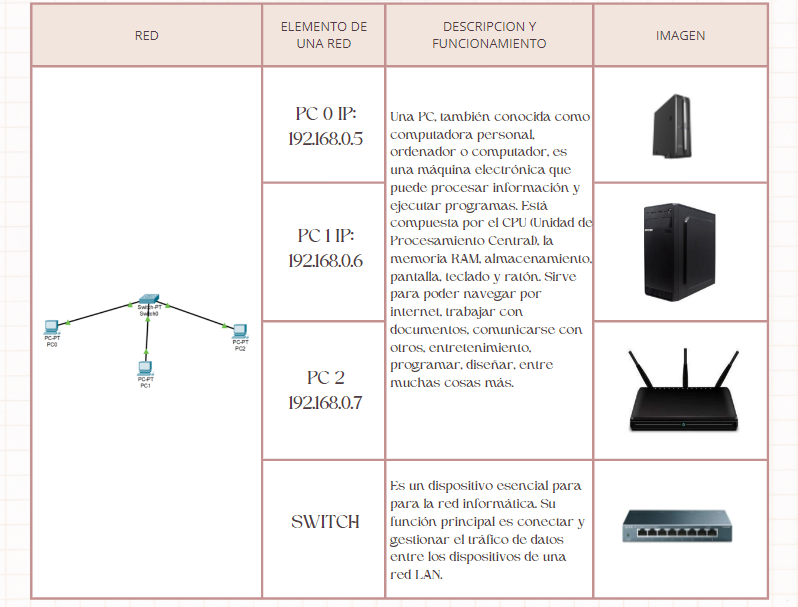 RED
ELEMENTO DE
UNA RED
DESCRIPCION Y
FUNCIONAMIENTO
IMAGEN
Switch-PT
Switch0
PC-PT
PC0
PC-PT
PC1
PC-PT
PC2
PC 0 IP:
192.168.0.5
PC 1 IP:
192.168.0.6
PC 2
192.168.0.7
Una PC, también conocida como
computadora personal,
ordenador o computador, es
una máquina electrónica que
puede procesar información y
ejecutar programas. Está
compuesta por el CPU (Unidad de
Procesamiento Central), la
memoria RAM, almacenamiento,
pantalla, teclado y ratón. Sirve
para poder navegar por
internet, trabajar con
documentos, comunicarse con
otros, entretenimiento,
programar, diseñar, entre
muchas cosas más.
SWITCH
Es un dispositivo esencial para
para la red informática. Su
función principal es conectar y
gestionar el tráfico de datos
entre los dispositivos de una
red LAN.